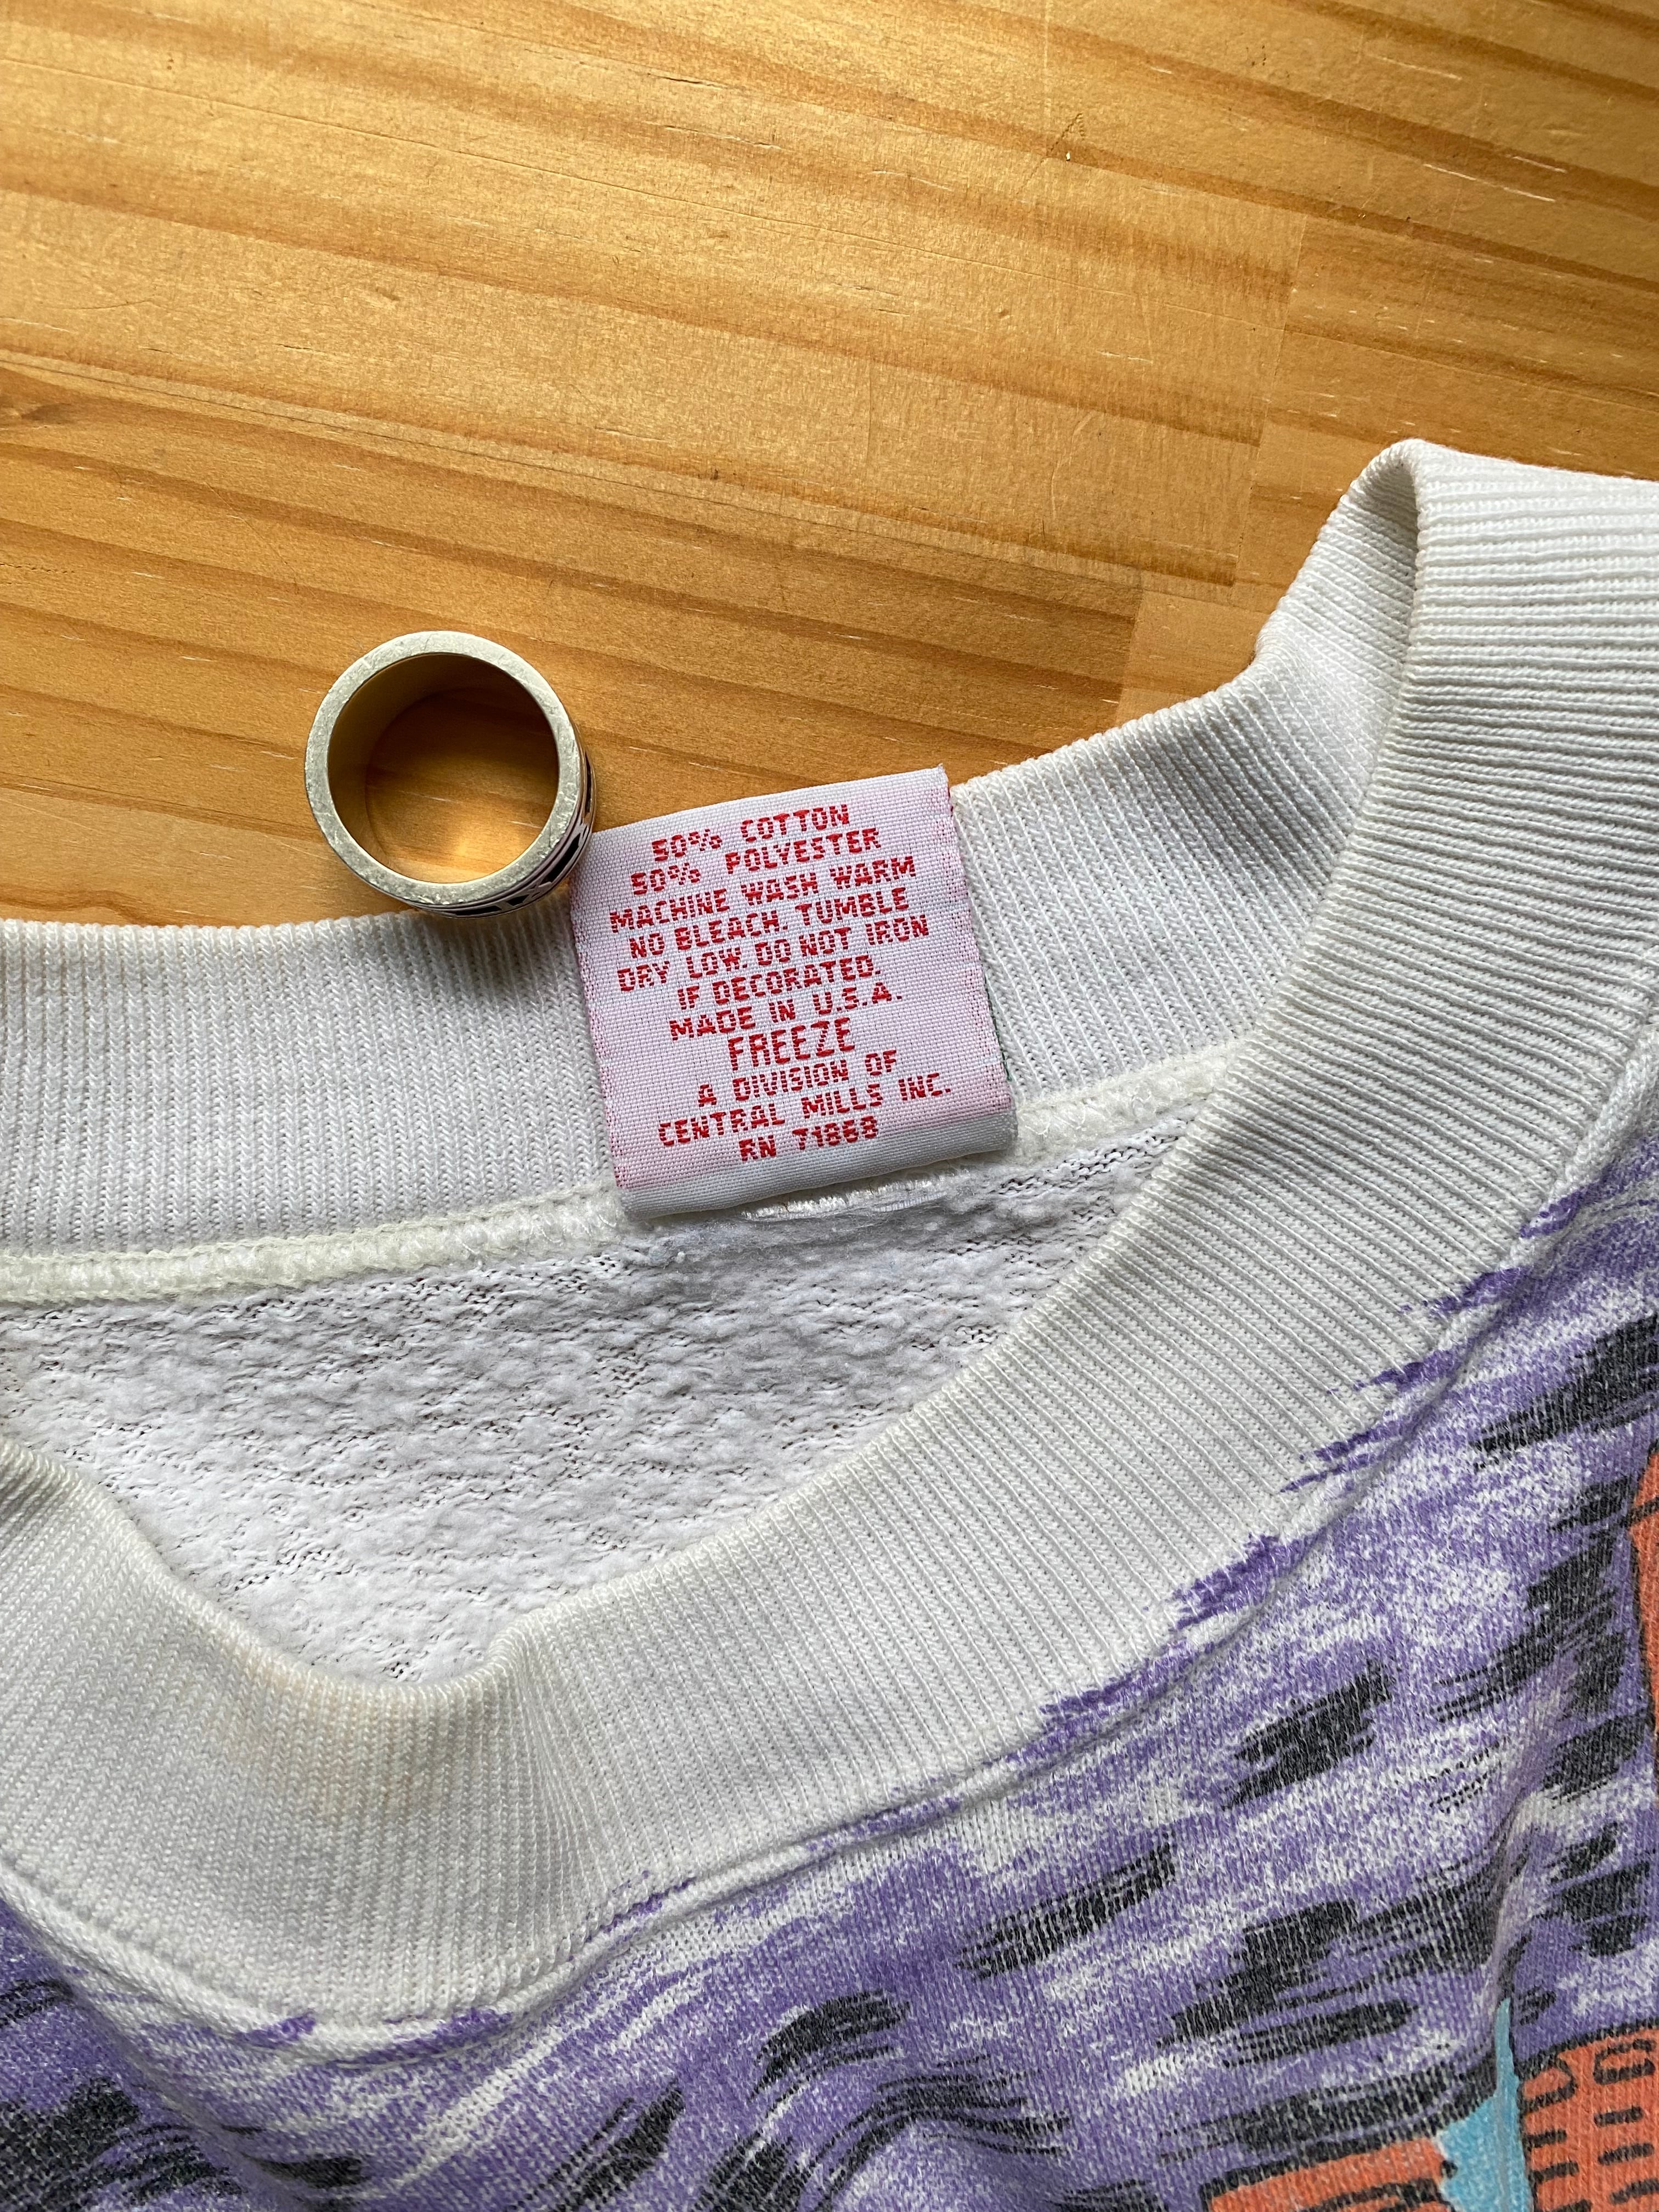 50% COTTON
50% POLYESTER
MACHINE WASH WARM
NO BLEACH. TUMBLE
DRY LOW. DO NOT IRON
IF DECORATED.
MADE IN U.S.A.
FREEZE
A DIVISION OF
CENTRAL MILLS INC.
RN 71868